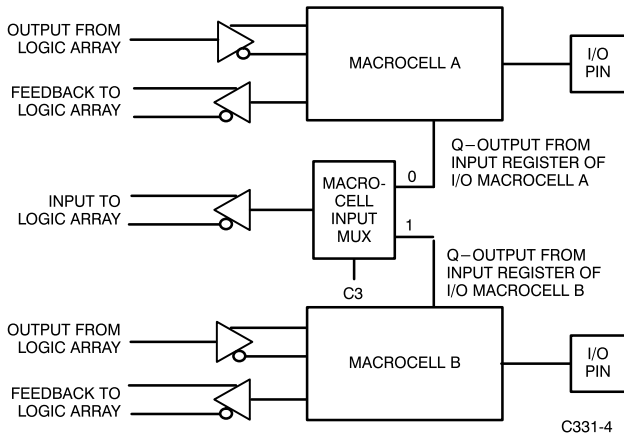 OUTPUT FROM
LOGIC ARRAY
MACROCELL A
I/O
PIN
FEEDBACK TO
LOGIC ARRAY
Q–OUTPUT FROM
INPUT REGISTER OF
I/O MACROCELL A
0
MACRO-
CELL
INPUT
MUX
INPUT TO
LOGIC ARRAY
1
Q–OUTPUT FROM
INPUT REGISTER OF
I/O MACROCELL B
C3
OUTPUT FROM
LOGIC ARRAY
MACROCELL B
I/O
PIN
FEEDBACK TO
LOGIC ARRAY
C331-4